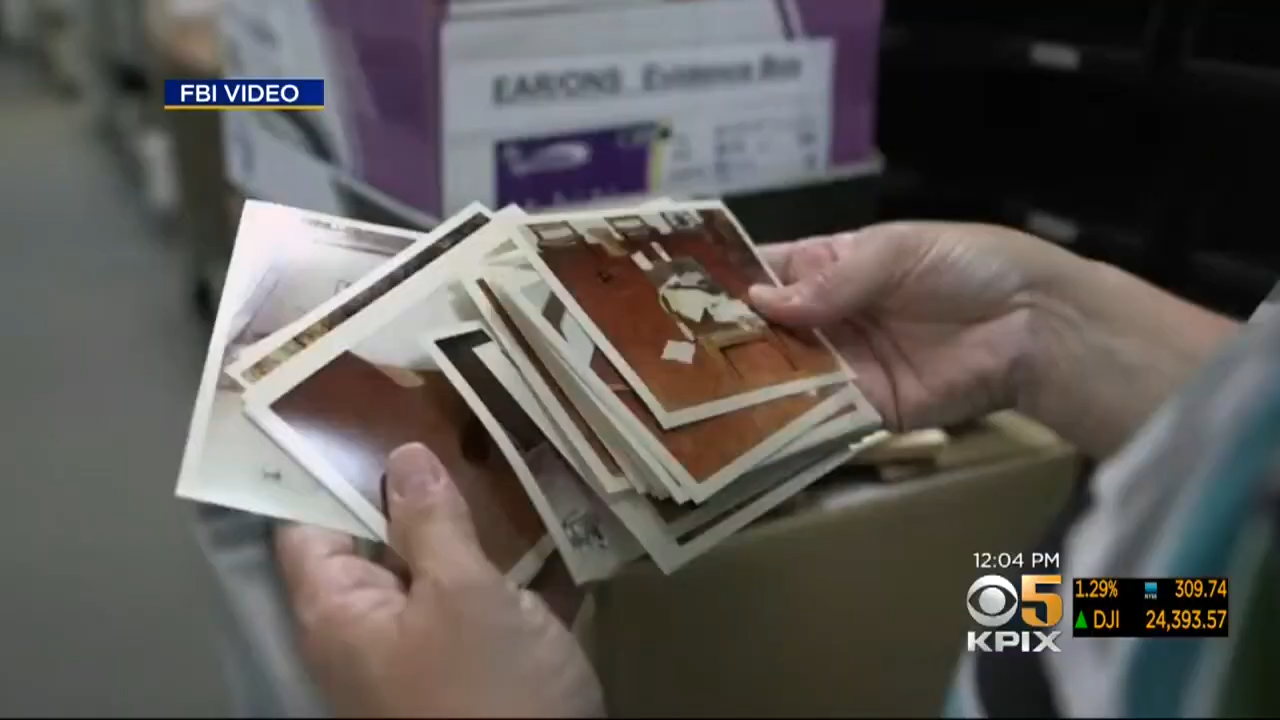 FBI VIDEO
EAR/ONS Evidence Box
12:04 PM
5
KPIX
1.29% NYSE 309.74
DJI 24,393.57